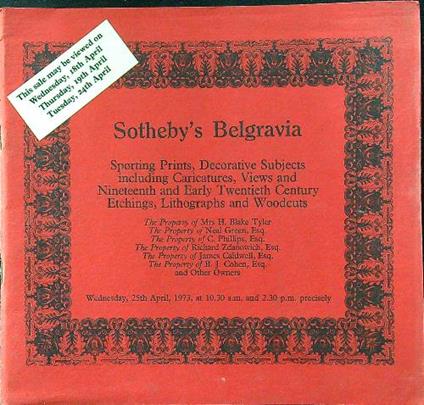 This sale may be viewed on
Wednesday, 18th April
Thursday, 19th April
Tuesday, 24th April
Sotheby's Belgravia
Sporting Prints, Decorative Subjects
including Caricatures, Views and
Nineteenth and Early Twentieth Century
Etchings, Lithographs and Woodcuts
The Property of Mrs H. Blake Tyler
The Property of Neal Green, Esq.
The Property of C. Phillips, Esq.
The Property of Richard Zdanowich, Esq.
The Property of James Caldwell, Esq.
The Property of B. J. Cohen, Esq.
and Other Owners
Wednesday, 25th April, 1973, at 10.30 a.m. and 2.30 p.m. precisely